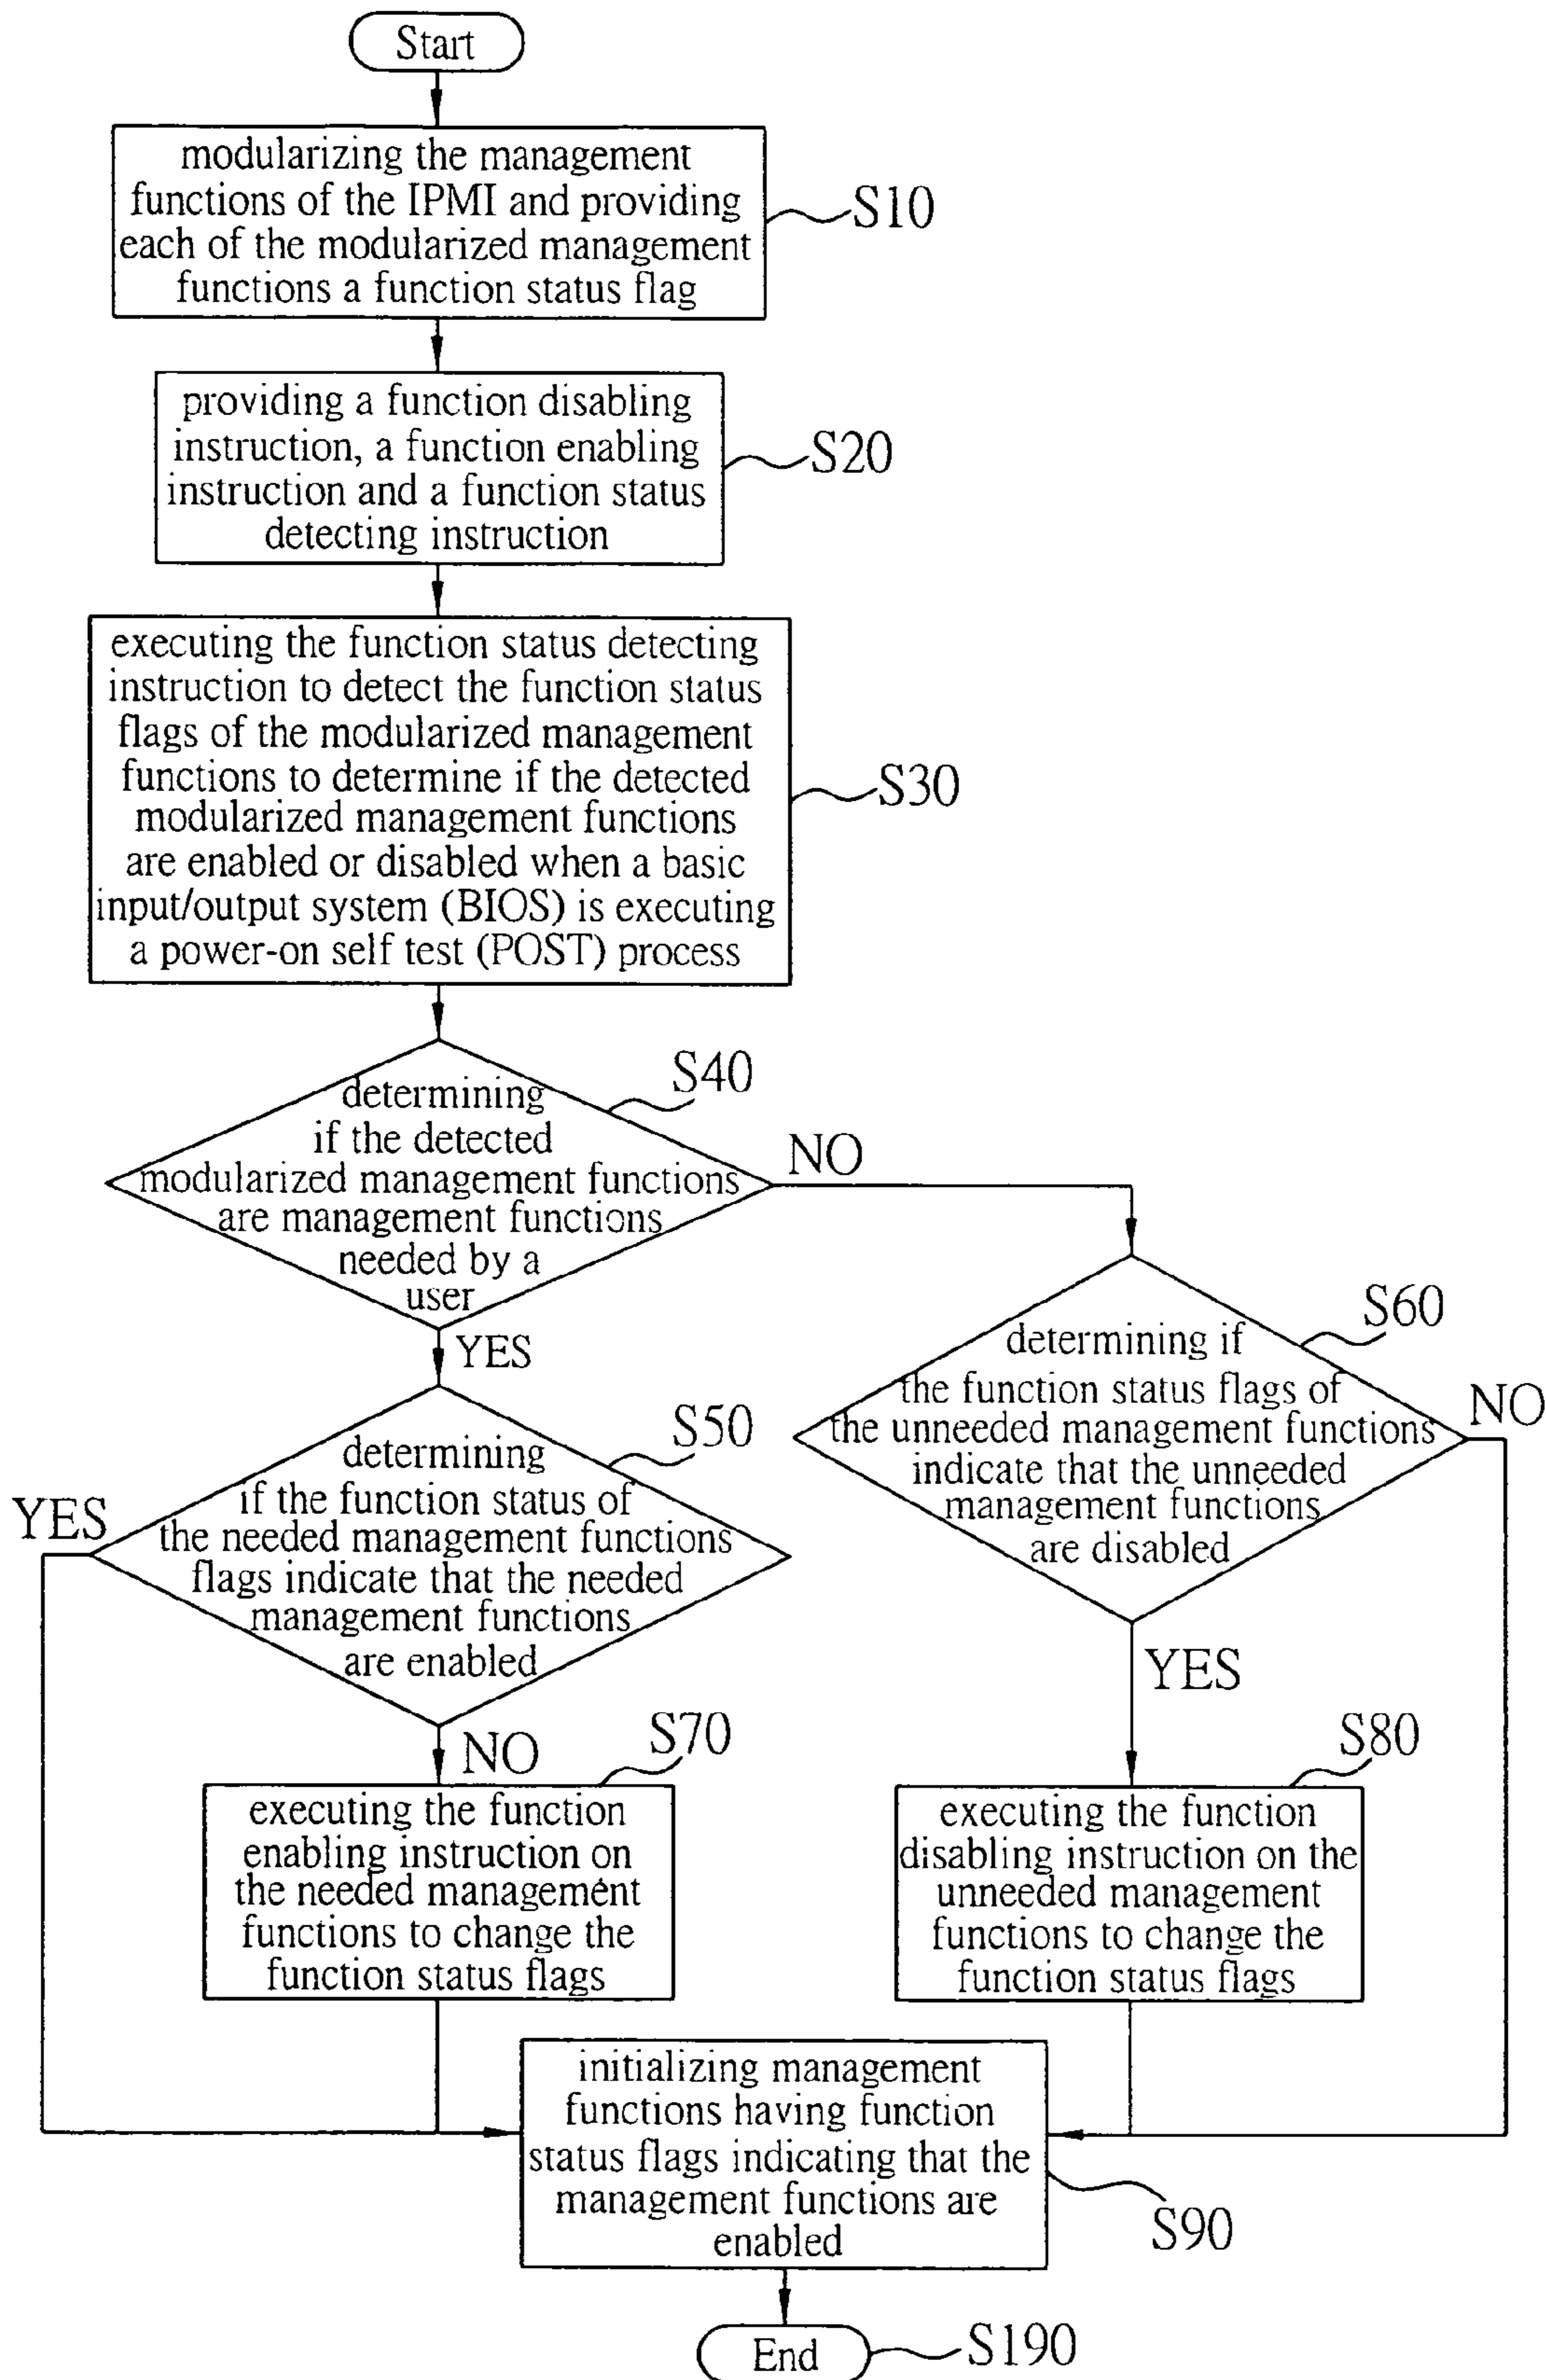 Start
modularizing the management
functions of the IPMI and providing
each of the modularized management
functions a function status flag
S10
providing a function disabling
instruction, a function enabling
instruction and a function status
detecting instruction
S20
executing the function status detecting
instruction to detect the function status
flags of the modularized management
functions to determine if the detected
modularized management functions
are enabled or disabled when a basic
input/output system (BIOS) is executing
a power-on self test (POST) process
S30
determining
if the detected
modularized management functions
are management functions
needed by a
user
S40
NO
YES
determining if
the function status flags of
the unneeded management functions
indicate that the unneeded
management functions
are disabled
S60
NO
YES
determining
if the function status of
the needed management functions
flags indicate that the needed
management functions
are enabled
S50
YES
NO
executing the function
enabling instruction on
the needed management
functions to change the
function status flags
S70
executing the function
disabling instruction on the
unneeded management
functions to change the
function status flags
S80
initializing management
functions having function
status flags indicating that the
management functions are
enabled
S90
End
S190